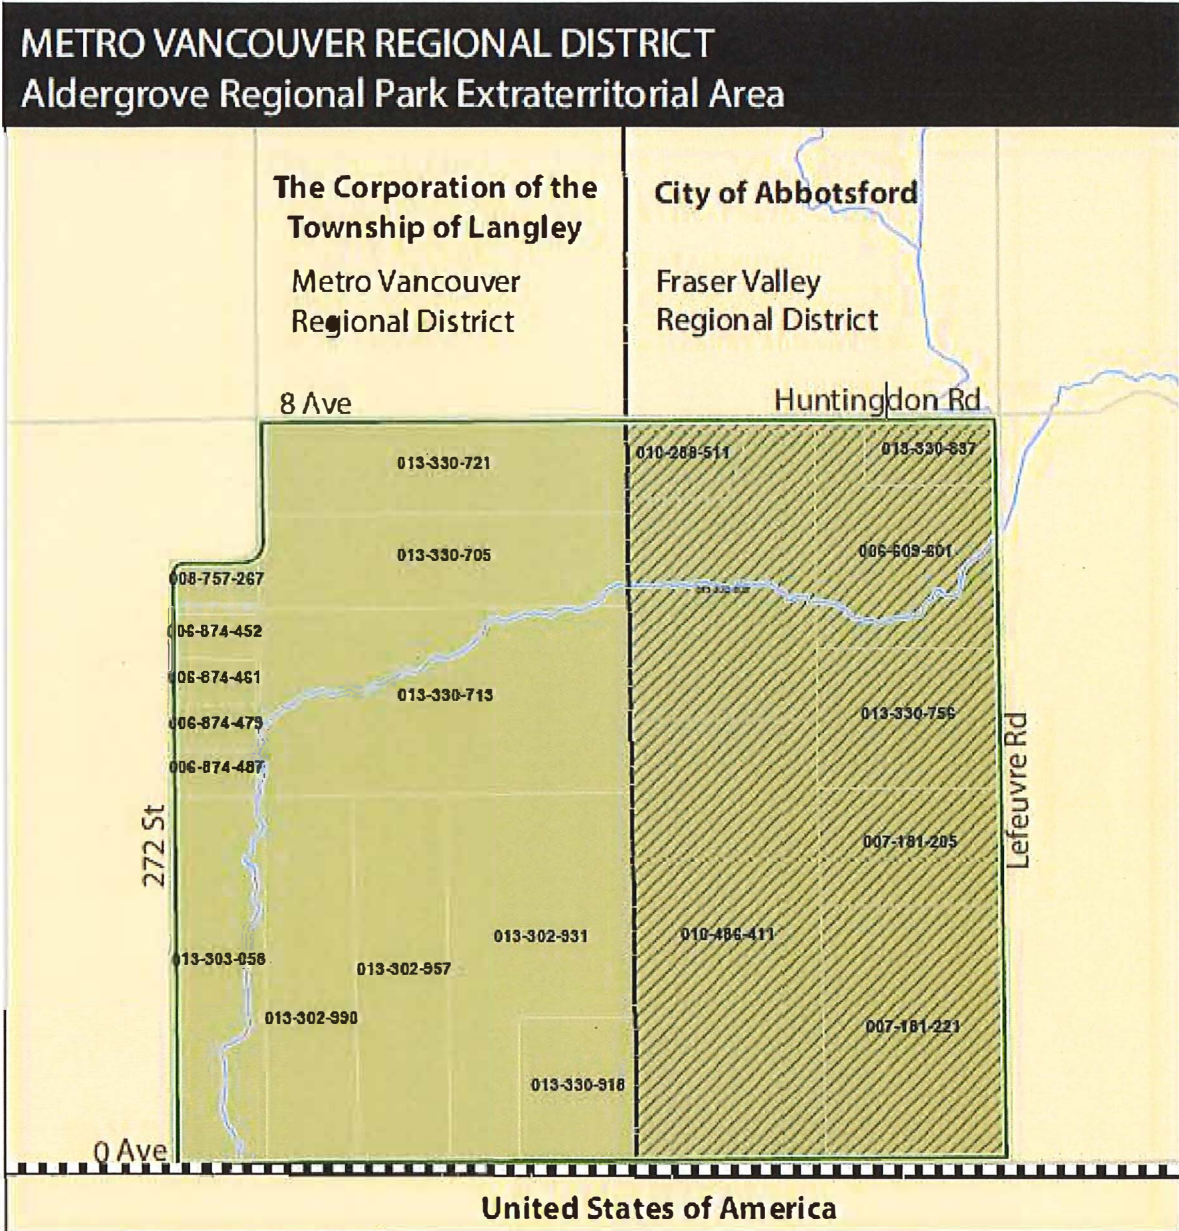 METRO VANCOUVER REGIONAL DISTRICT
Aldergrove Regional Park Extraterritorial Area
The Corporation of the
Township of Langley
Metro Vancouver
Regional District
City of Abbotsford
Fraser Valley
Regional District
8 Ave
Huntingdon Rd
013-330-721
010-288-511
013-330-837
013-330-705
006-609-601
008-757-267
006-874-452
006-874-461
013-330-713
006-874-479
013-330-756
006-874-487
272 St
Lefeuvre Rd
007-181-205
013-302-931
010-486-411
013-303-058
013-302-957
013-302-990
007-181-221
013-330-918
0 Ave
United States of America